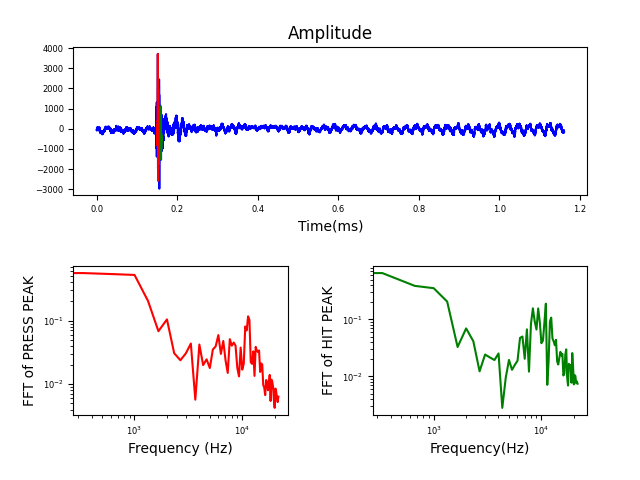 Amplitude
4000
3000
2000
1000
0
−1000
−2000
−3000
0.0 0.2 0.4 0.6 0.8 1.0 1.2
Time(ms)
FFT of PRESS PEAK
10⁻¹
10⁻²
10³ 10⁴
Frequency (Hz)
FFT of HIT PEAK
10⁻¹
10⁻²
10³ 10⁴
Frequency(Hz)